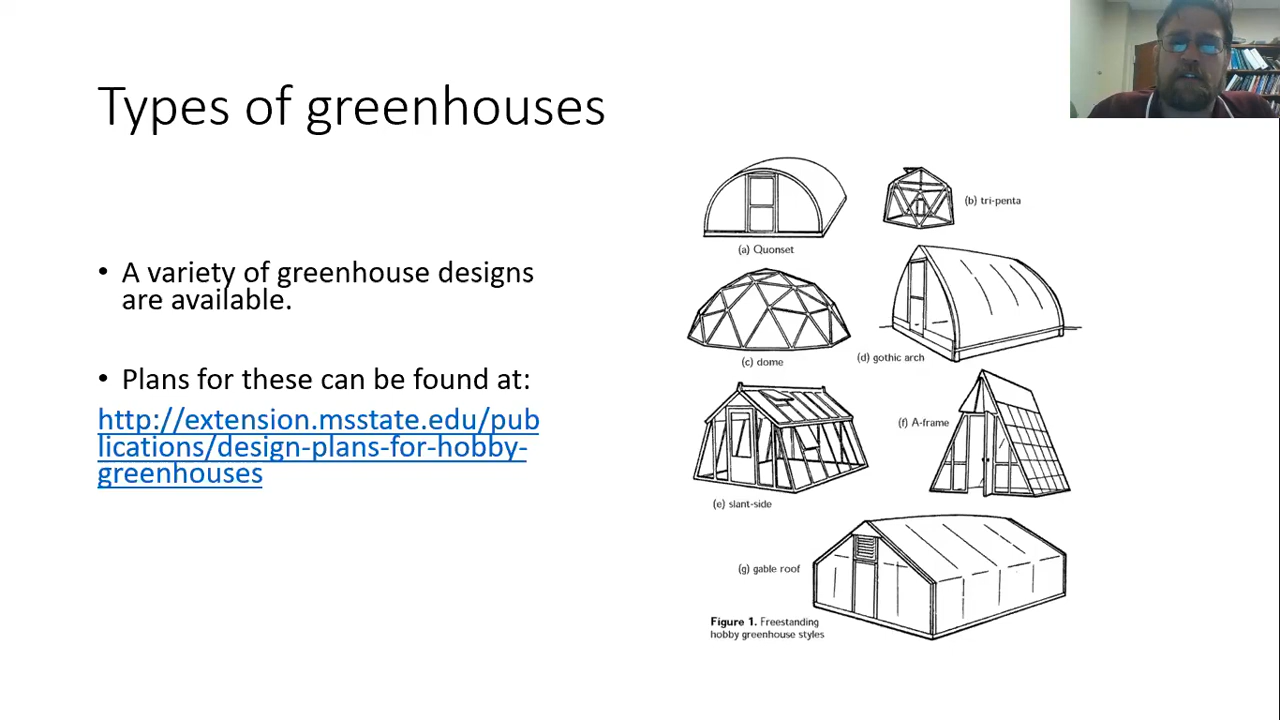 Types of greenhouses
• A variety of greenhouse designs
are available.
• Plans for these can be found at:
http://extension.msstate.edu/pub
lications/design-plans-for-hobby-
greenhouses
(a) Quonset
(b) tri-penta
(c) dome
(d) gothic arch
(e) slant-side
(f) A-frame
(g) gable roof
Figure 1. Freestanding
hobby greenhouse styles